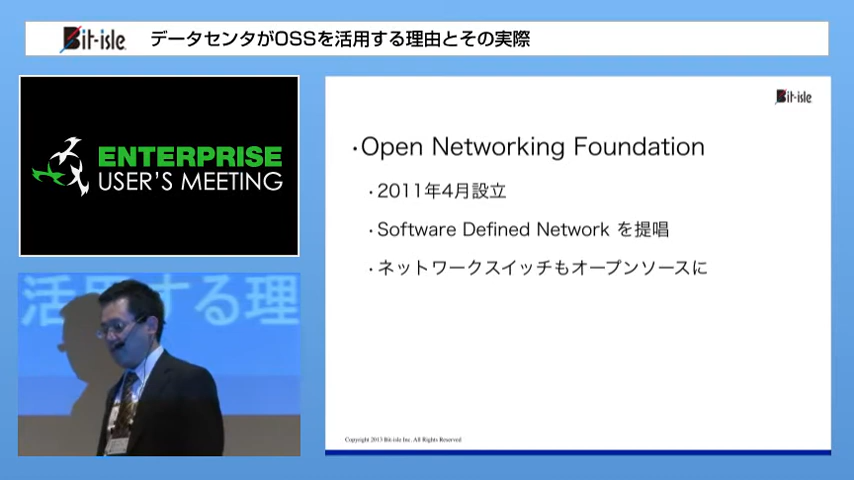 Bit-isle データセンタがOSSを活用する理由とその実際
ENTERPRISE
USER'S MEETING
活用する理
Bit-isle
・Open Networking Foundation
・2011年4月設立
・Software Defined Network を提唱
・ネットワークスイッチもオープンソースに
Copyright 2013 Bit-isle Inc. All Rights Reserved